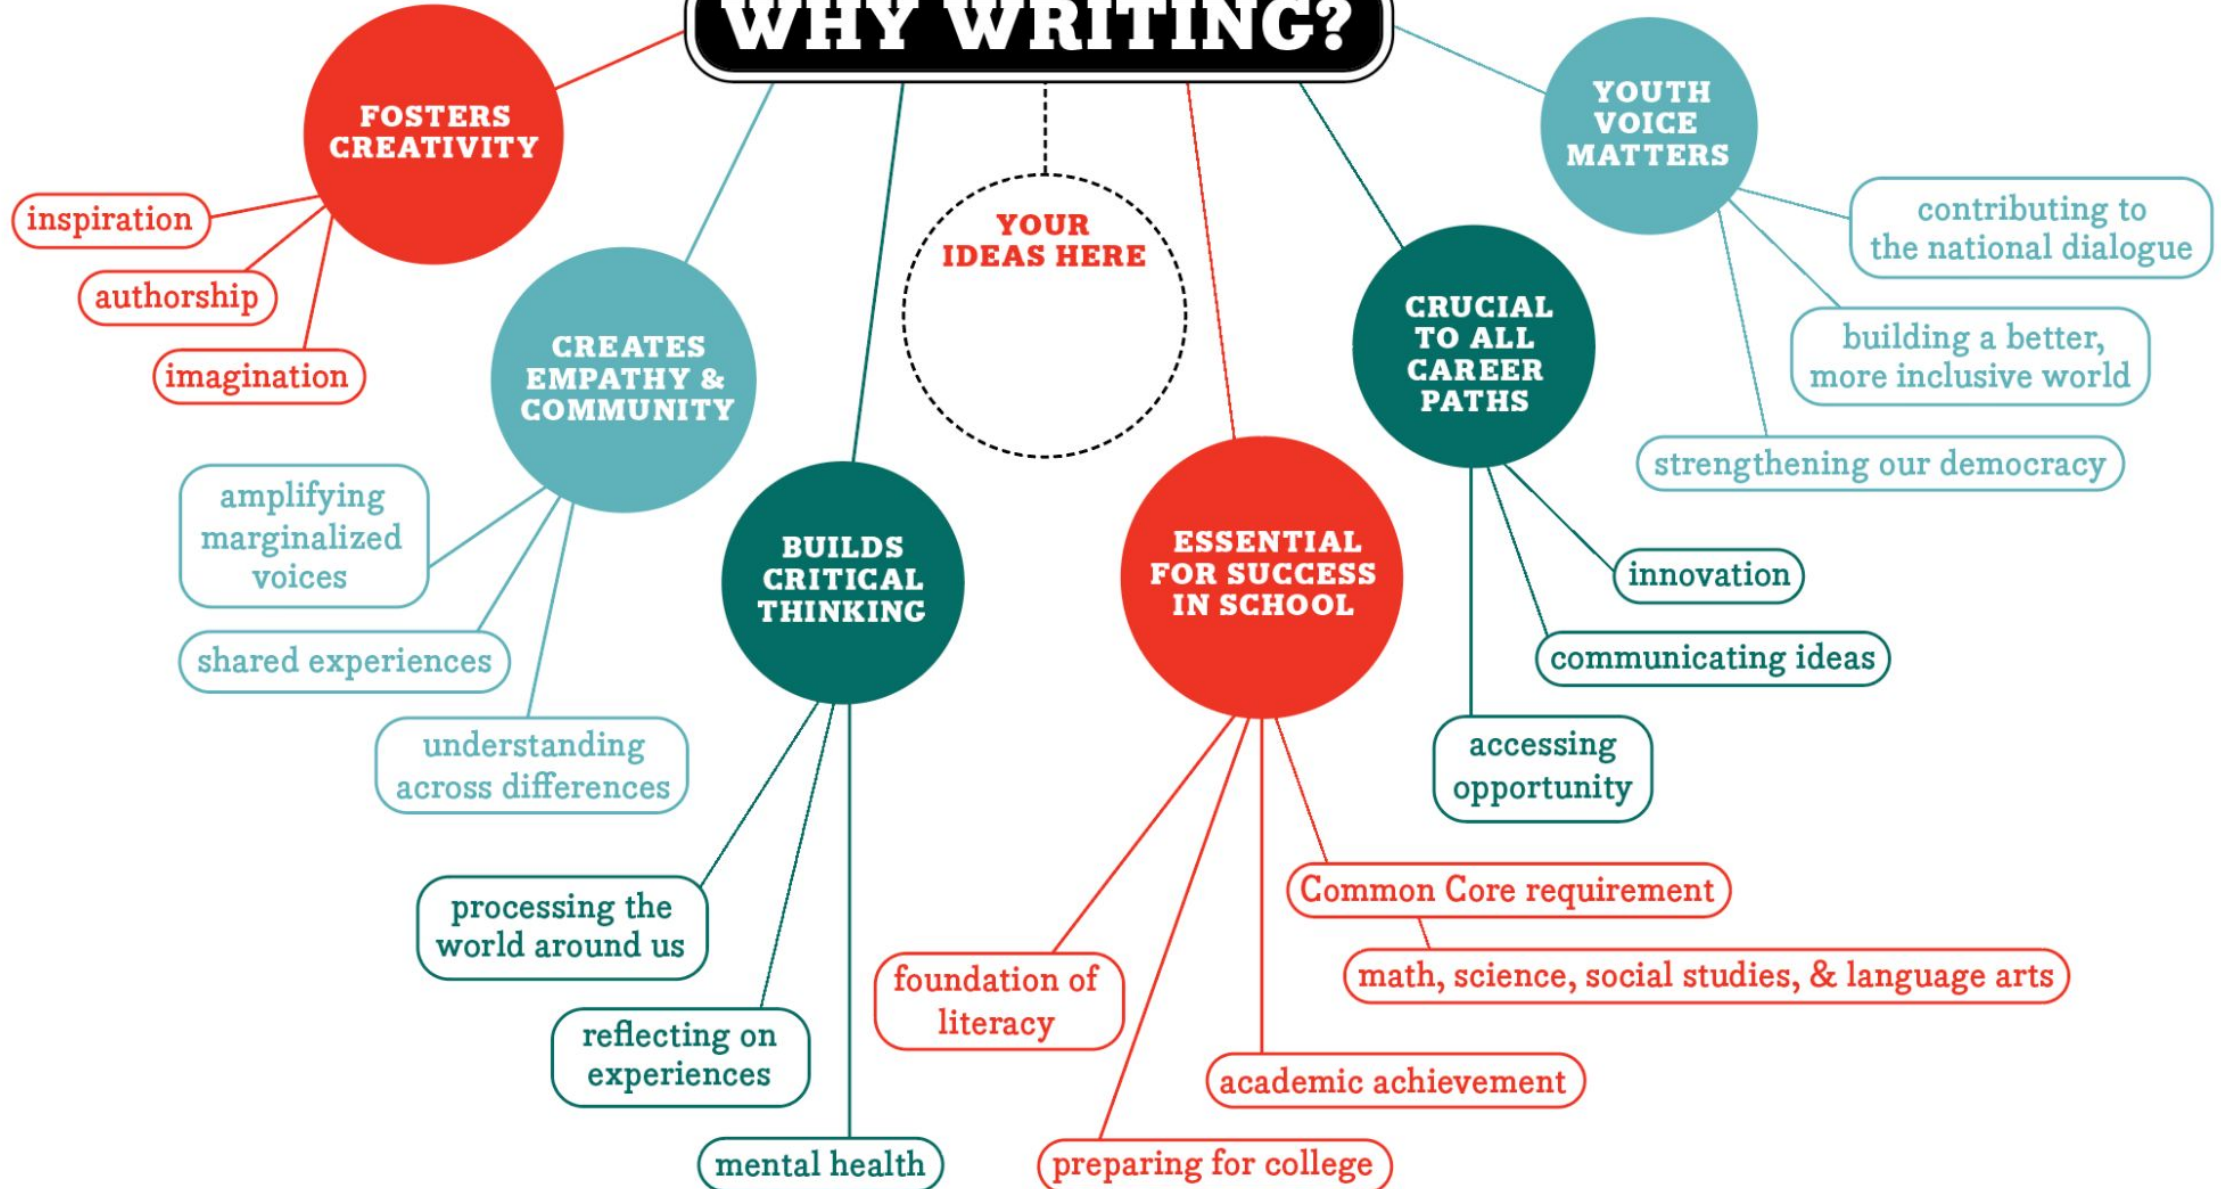 WHY WRITING?
FOSTERS
CREATIVITY
inspiration
authorship
imagination
CREATES
EMPATHY &
COMMUNITY
amplifying
marginalized
voices
shared experiences
understanding
across differences
BUILDS
CRITICAL
THINKING
processing the
world around us
reflecting on
experiences
mental health
YOUR
IDEAS HERE
ESSENTIAL
FOR SUCCESS
IN SCHOOL
foundation of
literacy
preparing for college
academic achievement
Common Core requirement
math, science, social studies, & language arts
CRUCIAL
TO ALL
CAREER
PATHS
innovation
communicating ideas
accessing
opportunity
YOUTH
VOICE
MATTERS
contributing to
the national dialogue
building a better,
more inclusive world
strengthening our democracy